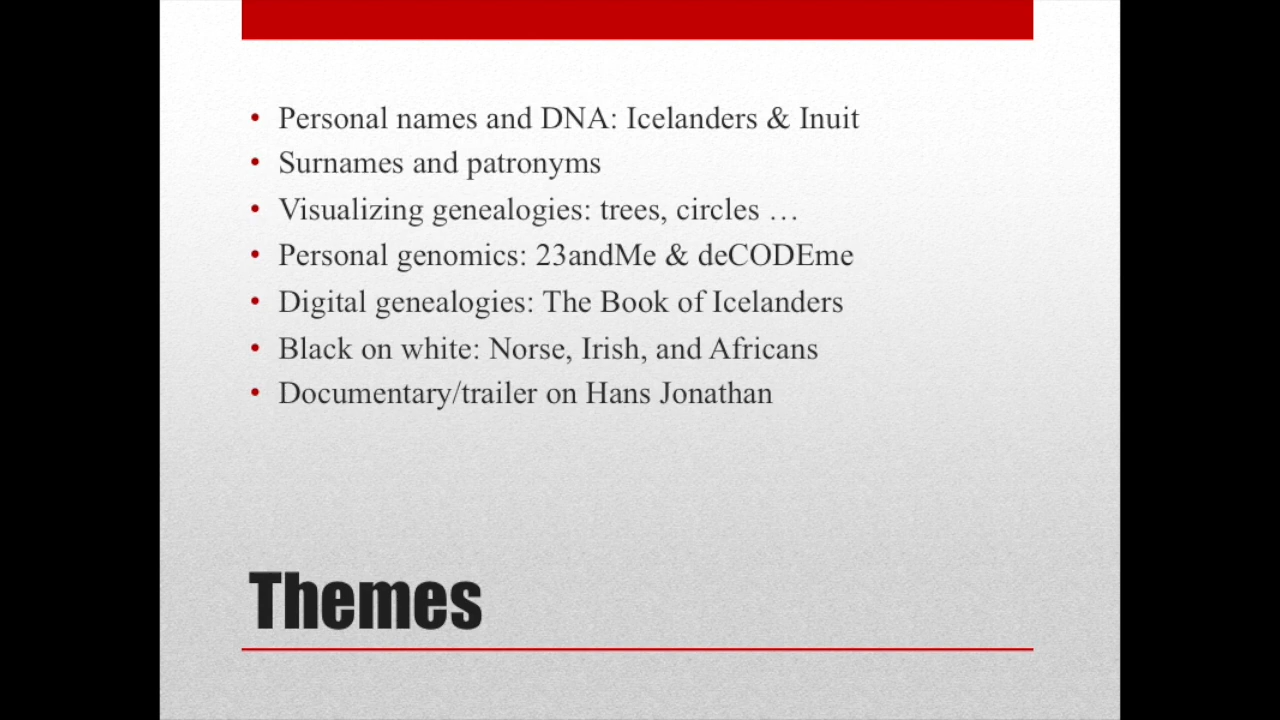 • Personal names and DNA: Icelanders & Inuit
• Surnames and patronyms
• Visualizing genealogies: trees, circles …
• Personal genomics: 23andMe & deCODEme
• Digital genealogies: The Book of Icelanders
• Black on white: Norse, Irish, and Africans
• Documentary/trailer on Hans Jonathan
Themes